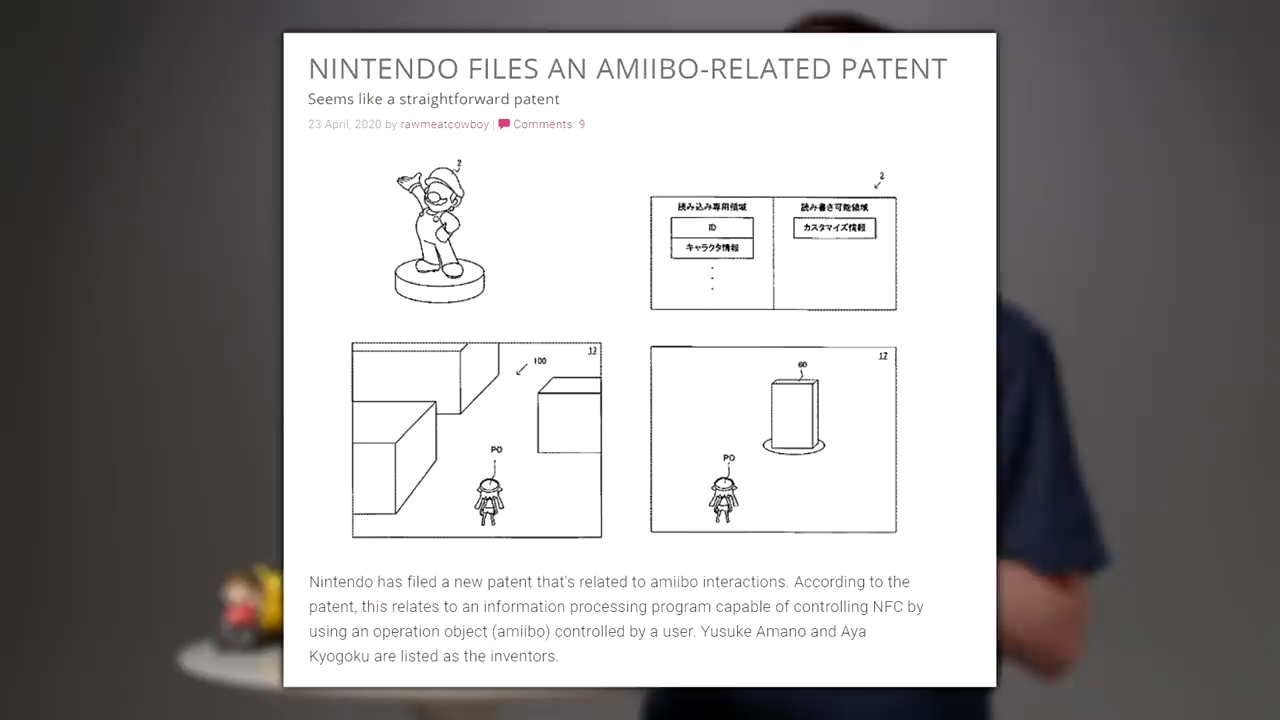 NINTENDO FILES AN AMIIBO-RELATED PATENT
Seems like a straightforward patent
23 April, 2020 by rawmeatcowboy | Comments: 9
2
2
読み込み専用領域
読み書き可能領域
ID
カスタマイズ情報
キャラクタ情報
12
100
PO
12
60
PO
Nintendo has filed a new patent that's related to amiibo interactions. According to the
patent, this relates to an information processing program capable of controlling NFC by
using an operation object (amiibo) controlled by a user. Yusuke Amano and Aya
Kyogoku are listed as the inventors.